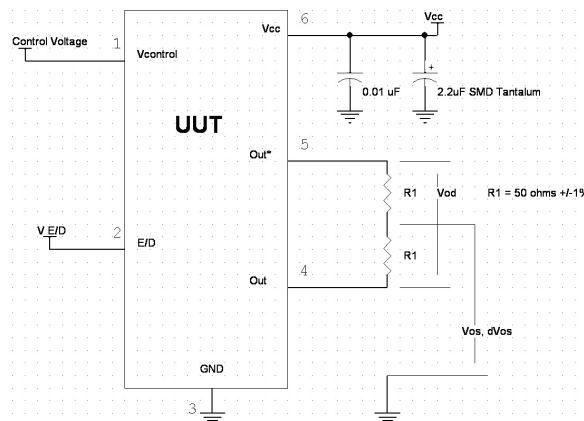 Control Voltage
1
Vcontrol
Vcc
6
Vcc
+
0.01 uF
2.2uF SMD Tantalum
UUT
Out*
5
R1
Vod
R1 = 50 ohms +/-1%
V E/D
2
E/D
R1
Out
4
Vos, dVos
GND
3